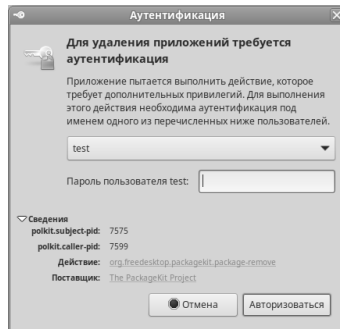 Аутентификация
Для удаления приложений требуется
аутентификация
Приложение пытается выполнить действие, которое
требует дополнительных привилегий. Для выполнения
этого действия необходима аутентификация под
именем одного из перечисленных ниже пользователей.
test
Пароль пользователя test:
Сведения
polkit.subject-pid: 7575
polkit.caller-pid: 7599
Действие: org.freedesktop.packagekit.package-remove
Поставщик: The PackageKit Project
Отмена Авторизоваться